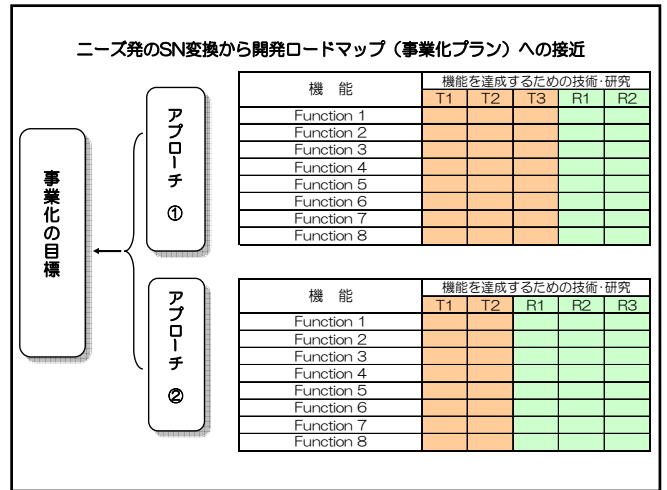 ニーズ発のSN変換から開発ロードマップ（事業化プラン）への接近
事業化の目標
アプローチ ①
機 能
機能を達成するための技術・研究
T1 T2 T3 R1 R2
Function 1
Function 2
Function 3
Function 4
Function 5
Function 6
Function 7
Function 8
アプローチ ②
機 能
機能を達成するための技術・研究
T1 T2 R1 R2 R3
Function 1
Function 2
Function 3
Function 4
Function 5
Function 6
Function 7
Function 8